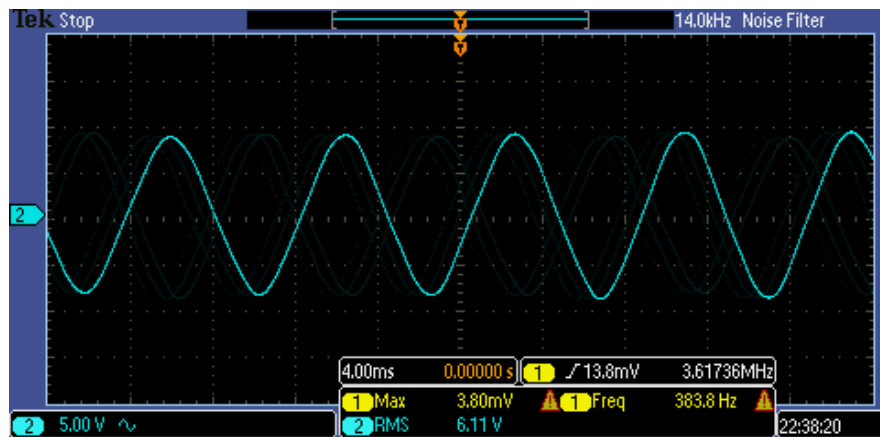 Tek Stop 14.0kHz Noise Filter
T
T
2
4.00ms 0.00000 s 1 13.8mV 3.61736MHz
1 Max 3.80mV 1 Freq 383.8 Hz
2 5.00 V 2 RMS 6.11 V 22:38:20